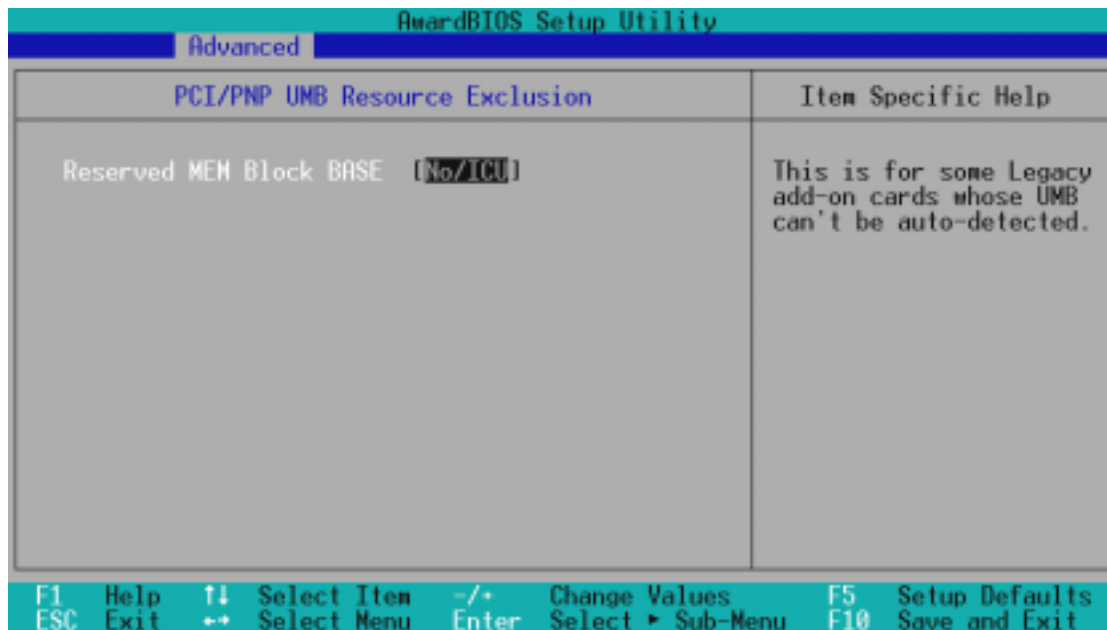 AwardBIOS Setup Utility
Advanced
PCI/PNP UMB Resource Exclusion
Item Specific Help
Reserved MEM Block BASE [No/ICU]
This is for some Legacy
add-on cards whose UMB
can't be auto-detected.
F1 Help ↑↓ Select Item -/+ Change Values F5 Setup Defaults
ESC Exit ←→ Select Menu Enter Select ► Sub-Menu F10 Save and Exit